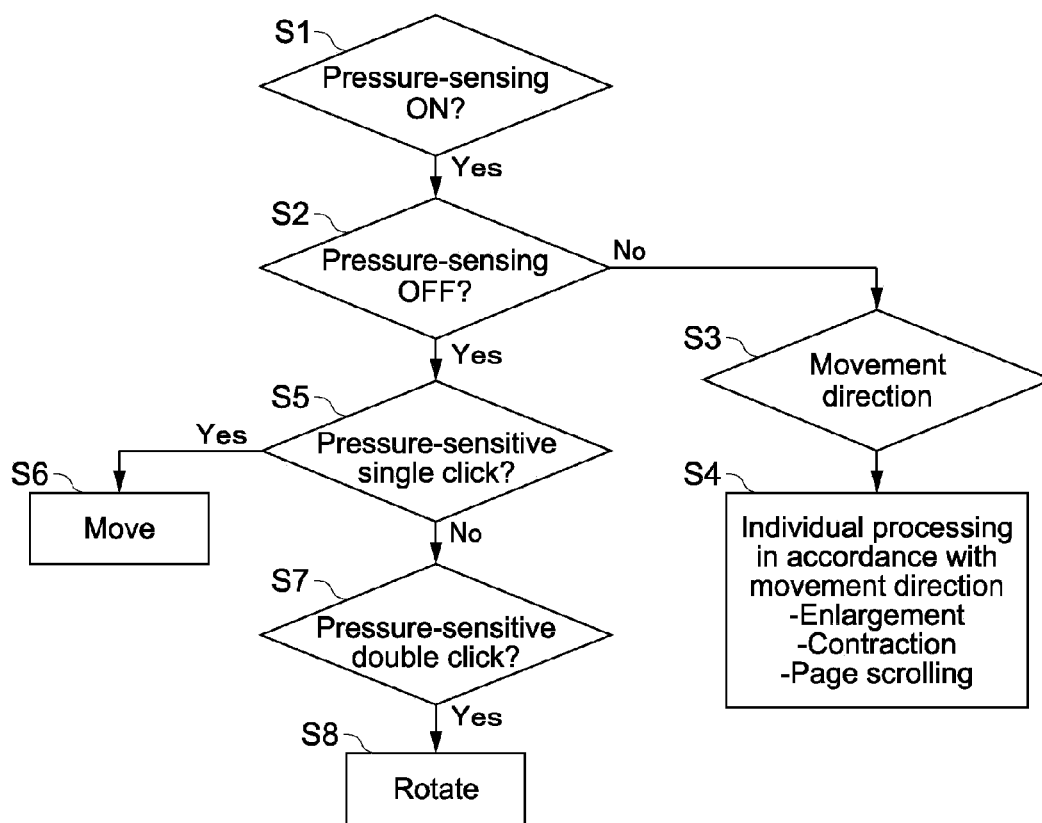 S1
Pressure-sensing
ON?
Yes
S2
Pressure-sensing
OFF?
No
Yes
S3
Movement
direction
S5
Pressure-sensitive
single click?
Yes
No
S6
Move
S4
Individual processing
in accordance with
movement direction
-Enlargement
-Contraction
-Page scrolling
S7
Pressure-sensitive
double click?
Yes
S8
Rotate